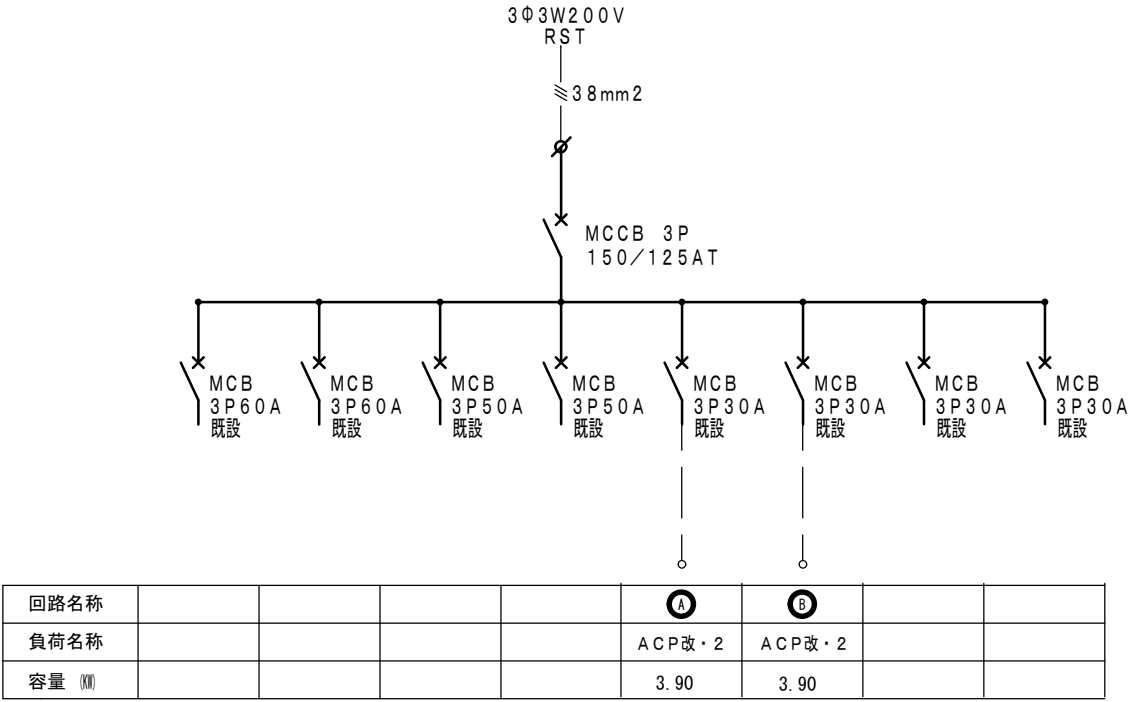 3Φ3W200V
RST
38mm2
MCCB 3P
150/125AT
MCB
3P60A
既設
MCB
3P60A
既設
MCB
3P50A
既設
MCB
3P50A
既設
MCB
3P30A
既設
MCB
3P30A
既設
MCB
3P30A
既設
MCB
3P30A
既設
回路名称 A B
負荷名称 ACP改・2 ACP改・2
容量 (KW) 3.90 3.90